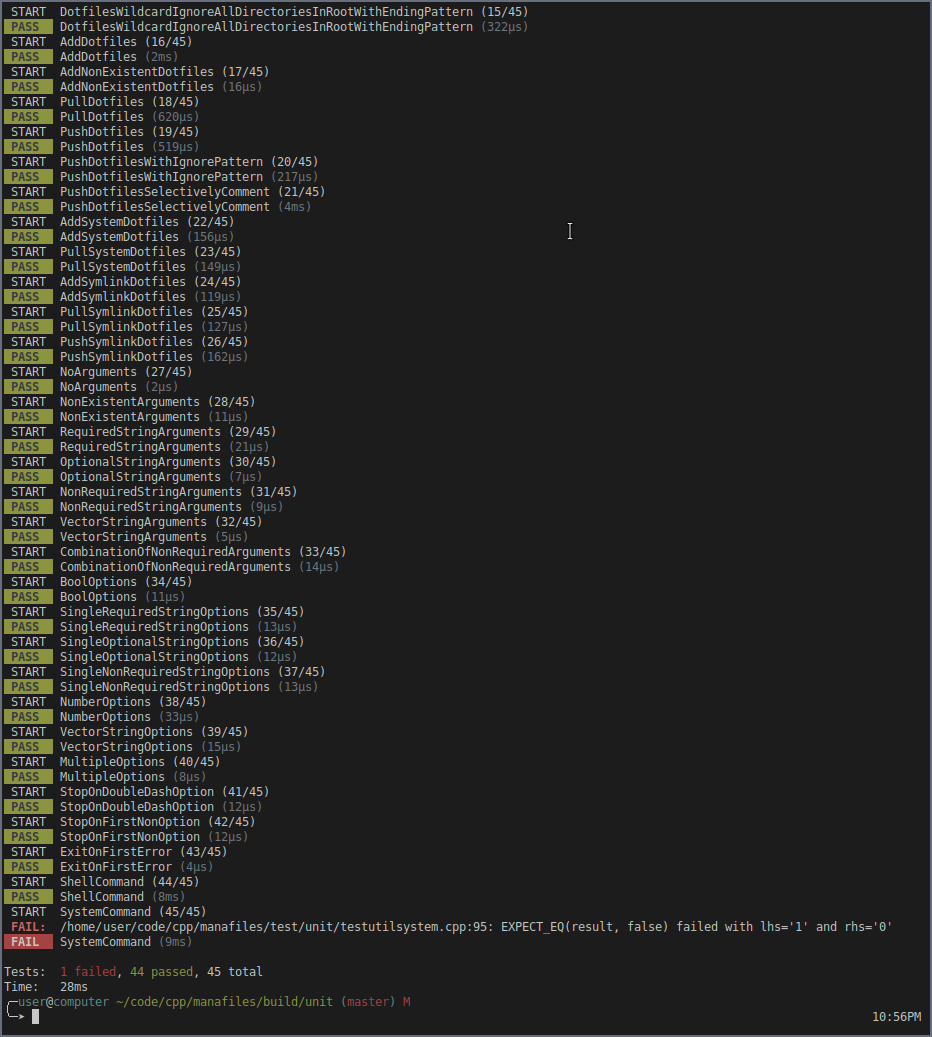 START DotfilesWildcardIgnoreAllDirectoriesInRootWithEndingPattern (15/45)
PASS DotfilesWildcardIgnoreAllDirectoriesInRootWithEndingPattern (322µs)
START AddDotfiles (16/45)
PASS AddDotfiles (2ms)
START AddNonExistentDotfiles (17/45)
PASS AddNonExistentDotfiles (16µs)
START PullDotfiles (18/45)
PASS PullDotfiles (620µs)
START PushDotfiles (19/45)
PASS PushDotfiles (519µs)
START PushDotfilesWithIgnorePattern (20/45)
PASS PushDotfilesWithIgnorePattern (217µs)
START PushDotfilesSelectivelyComment (21/45)
PASS PushDotfilesSelectivelyComment (4ms)
START AddSystemDotfiles (22/45)
PASS AddSystemDotfiles (156µs)
START PullSystemDotfiles (23/45)
PASS PullSystemDotfiles (149µs)
START AddSymlinkDotfiles (24/45)
PASS AddSymlinkDotfiles (119µs)
START PullSymlinkDotfiles (25/45)
PASS PullSymlinkDotfiles (127µs)
START PushSymlinkDotfiles (26/45)
PASS PushSymlinkDotfiles (162µs)
START NoArguments (27/45)
PASS NoArguments (2µs)
START NonExistentArguments (28/45)
PASS NonExistentArguments (11µs)
START RequiredStringArguments (29/45)
PASS RequiredStringArguments (21µs)
START OptionalStringArguments (30/45)
PASS OptionalStringArguments (7µs)
START NonRequiredStringArguments (31/45)
PASS NonRequiredStringArguments (9µs)
START VectorStringArguments (32/45)
PASS VectorStringArguments (5µs)
START CombinationOfNonRequiredArguments (33/45)
PASS CombinationOfNonRequiredArguments (14µs)
START BoolOptions (34/45)
PASS BoolOptions (11µs)
START SingleRequiredStringOptions (35/45)
PASS SingleRequiredStringOptions (13µs)
START SingleOptionalStringOptions (36/45)
PASS SingleOptionalStringOptions (12µs)
START SingleNonRequiredStringOptions (37/45)
PASS SingleNonRequiredStringOptions (13µs)
START NumberOptions (38/45)
PASS NumberOptions (33µs)
START VectorStringOptions (39/45)
PASS VectorStringOptions (15µs)
START MultipleOptions (40/45)
PASS MultipleOptions (8µs)
START StopOnDoubleDashOption (41/45)
PASS StopOnDoubleDashOption (12µs)
START StopOnFirstNonOption (42/45)
PASS StopOnFirstNonOption (12µs)
START ExitOnFirstError (43/45)
PASS ExitOnFirstError (4µs)
START ShellCommand (44/45)
PASS ShellCommand (8ms)
START SystemCommand (45/45)
FAIL: /home/user/code/cpp/manafiles/test/unit/testutilsystem.cpp:95: EXPECT_EQ(result, false) failed with lhs='1' and rhs='0'
FAIL SystemCommand (9ms)
Tests: 1 failed, 44 passed, 45 total
Time: 28ms
user@computer ~/code/cpp/manafiles/build/unit (master) M
10:56PM